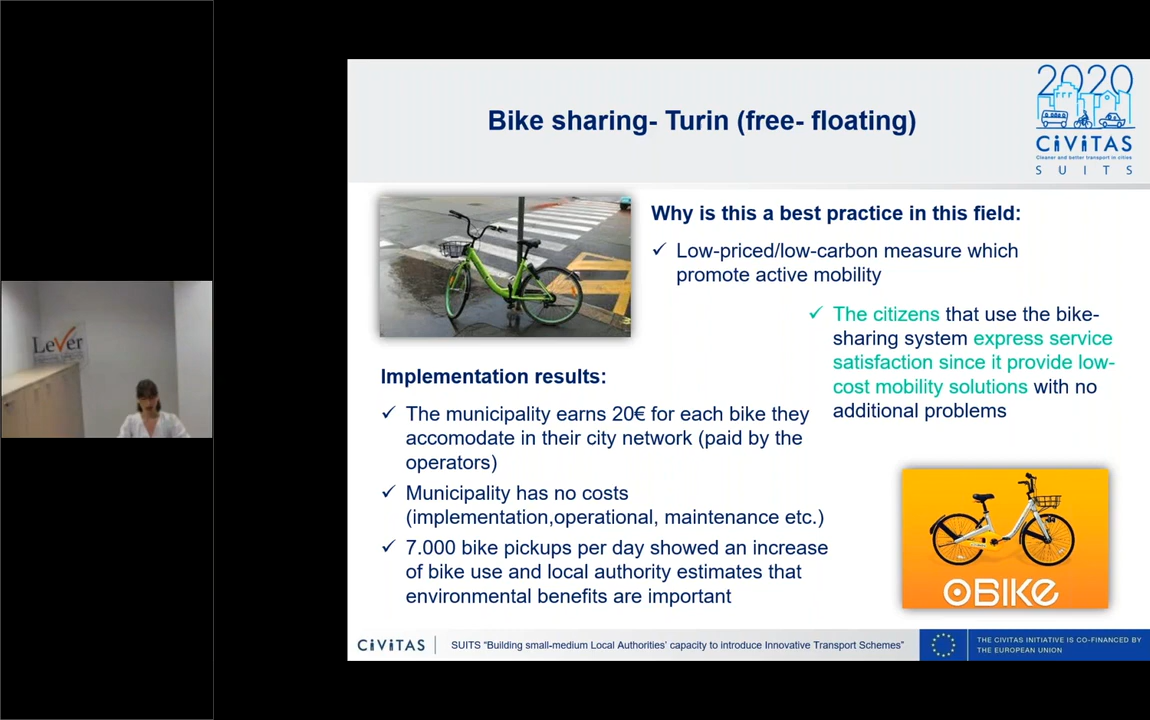 LeVer
Bike sharing- Turin (free- floating)
2020
CiViTAS
Cleaner and better transport in cities
SUITS
Why is this a best practice in this field:
✓ Low-priced/low-carbon measure which
promote active mobility
✓ The citizens that use the bike-
sharing system express service
satisfaction since it provide low-
cost mobility solutions with no
additional problems
Implementation results:
✓ The municipality earns 20€ for each bike they
accomodate in their city network (paid by the
operators)
✓ Municipality has no costs
(implementation,operational, maintenance etc.)
✓ 7.000 bike pickups per day showed an increase
of bike use and local authority estimates that
environmental benefits are important
OBIKE
CiViTAS
SUITS “Building small-medium Local Authorities’ capacity to introduce Innovative Transport Schemes”
THE CIVITAS INITIATIVE IS CO-FINANCED BY
THE EUROPEAN UNION